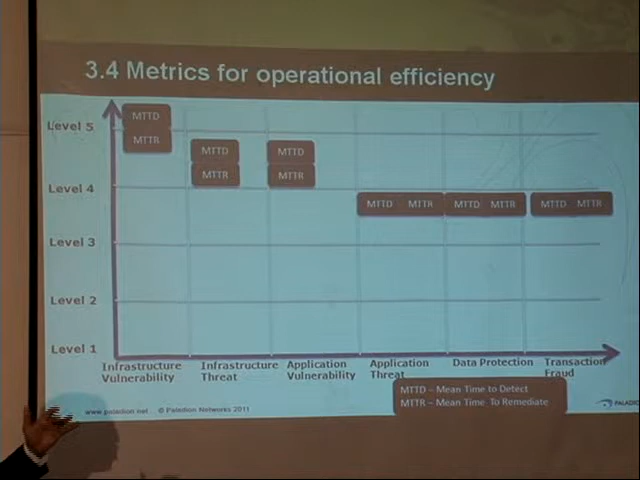 3.4 Metrics for operational efficiency
Level 5
MTTD
MTTR
MTTD
MTTR
MTTD
MTTR
Level 4
MTTD MTTR
MTTD MTTR
MTTD MTTR
Level 3
Level 2
Level 1
Infrastructure
Vulnerability
Infrastructure
Threat
Application
Vulnerability
Application
Threat
Data Protection
Transaction
Fraud
MTTD – Mean Time to Detect
MTTR – Mean Time To Remediate
www.paladion.net © Paladion Networks 2011
PALADIO